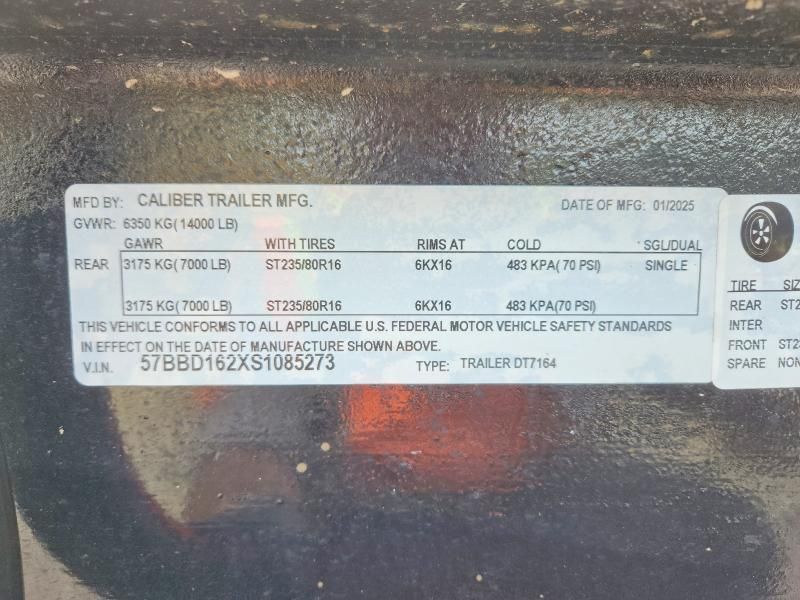 MFD BY: CALIBER TRAILER MFG. DATE OF MFG: 01/2025
GVWR: 6350 KG(14000 LB)
GAWR WITH TIRES RIMS AT COLD SGL/DUAL
REAR 3175 KG(7000 LB) ST235/80R16 6KX16 483 KPA(70 PSI) SINGLE
3175 KG(7000 LB) ST235/80R16 6KX16 483 KPA(70 PSI)
THIS VEHICLE CONFORMS TO ALL APPLICABLE U.S. FEDERAL MOTOR VEHICLE SAFETY STANDARDS
IN EFFECT ON THE DATE OF MANUFACTURE SHOWN ABOVE.
V.I.N. 57BBD162XS1085273 TYPE: TRAILER DT7164
TIRE SIZ
REAR ST2
INTER
FRONT ST23
SPARE NON